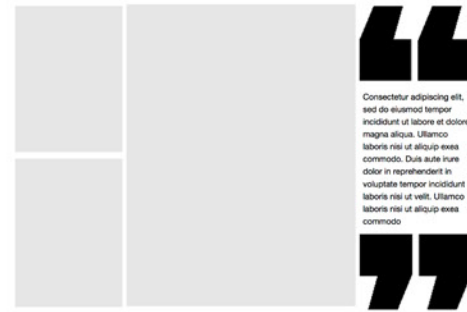 “
Consectetur adipiscing elit,
sed do eiusmod tempor
incididunt ut labore et dolore
magna aliqua. Ullamco
laboris nisi ut aliquip exea
commodo. Duis aute irure
dolor in reprehenderit in
voluptate tempor incididunt
laboris nisi ut velit. Ullamco
laboris nisi ut aliquip exea
commodo
”